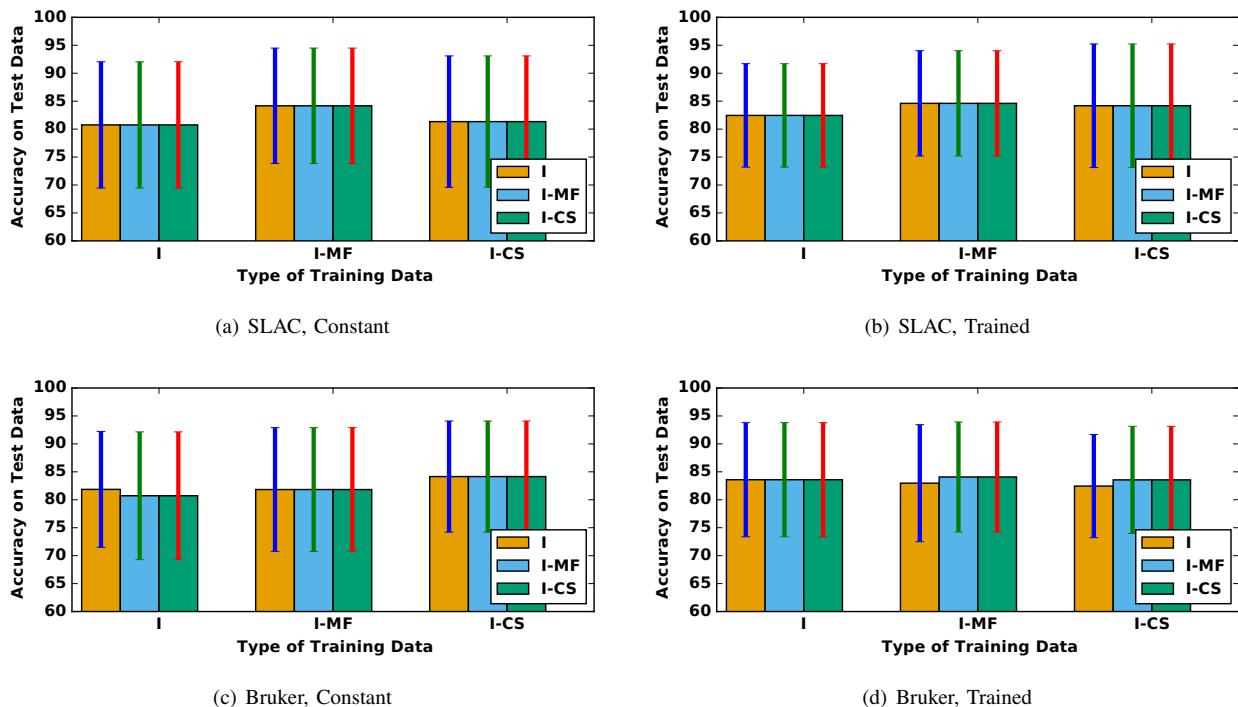 100
95
90
85
80
75
70
65
60
Accuracy on Test Data
I
I-MF
I-CS
I I-MF I-CS
Type of Training Data
(a) SLAC, Constant
100
95
90
85
80
75
70
65
60
Accuracy on Test Data
I
I-MF
I-CS
I I-MF I-CS
Type of Training Data
(b) SLAC, Trained
100
95
90
85
80
75
70
65
60
Accuracy on Test Data
I
I-MF
I-CS
I I-MF I-CS
Type of Training Data
(c) Bruker, Constant
100
95
90
85
80
75
70
65
60
Accuracy on Test Data
I
I-MF
I-CS
I I-MF I-CS
Type of Training Data
(d) Bruker, Trained